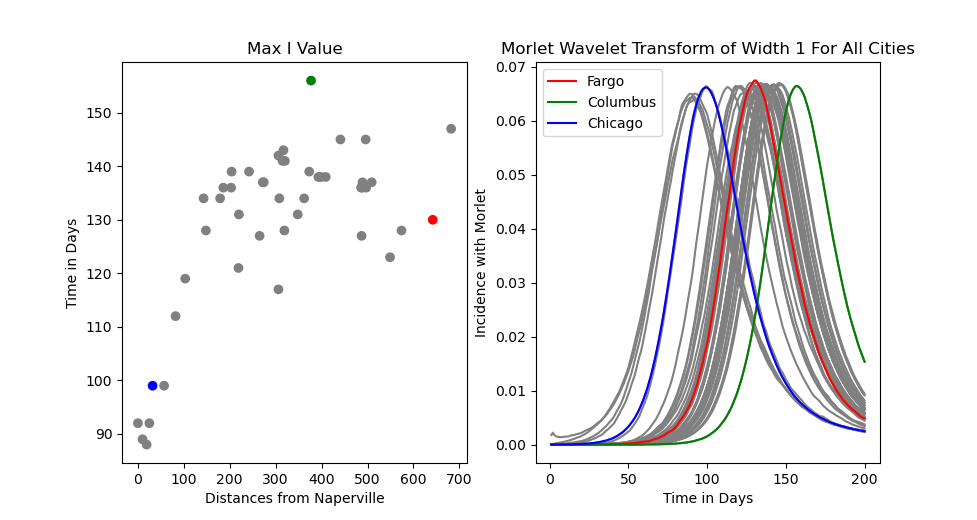 Max I Value
Time in Days
150
140
130
120
110
100
90
0 100 200 300 400 500 600 700
Distances from Naperville
Morlet Wavelet Transform of Width 1 For All Cities
Incidence with Morlet
0.07
0.06
0.05
0.04
0.03
0.02
0.01
0.00
Fargo
Columbus
Chicago
0 50 100 150 200
Time in Days